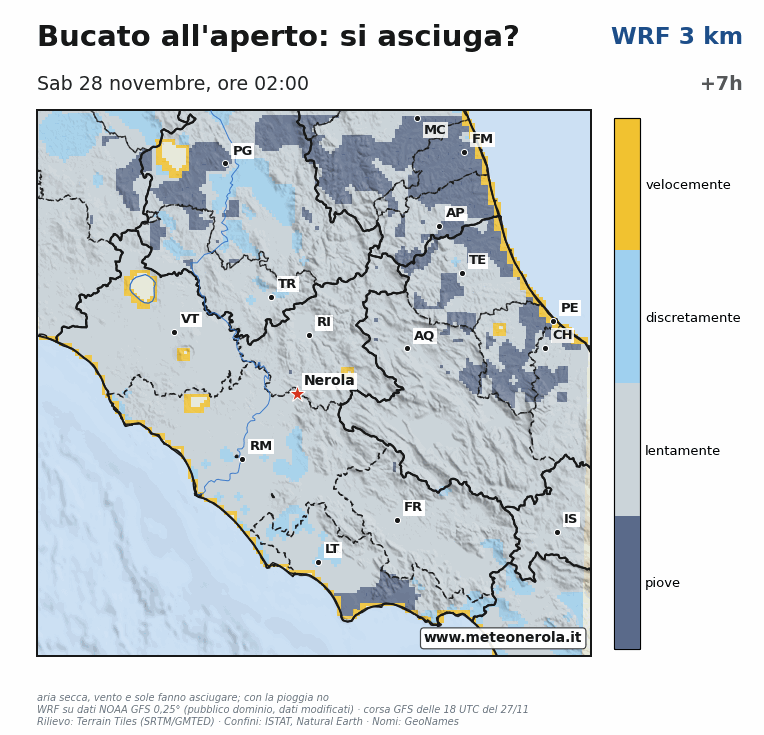 Bucato all'aperto: si asciuga?
WRF 3 km
Sab 28 novembre, ore 02:00
+7h
MC
FM
PG
AP
TE
TR
PE
VT
RI
AQ
CH
Nerola
RM
FR
IS
LT
www.meteonerola.it
velocemente
discretamente
lentamente
piove
aria secca, vento e sole fanno asciugare; con la pioggia no
WRF su dati NOAA GFS 0,25° (pubblico dominio, dati modificati) · corsa GFS delle 18 UTC del 27/11
Rilievo: Terrain Tiles (SRTM/GMTED) · Confini: ISTAT, Natural Earth · Nomi: GeoNames